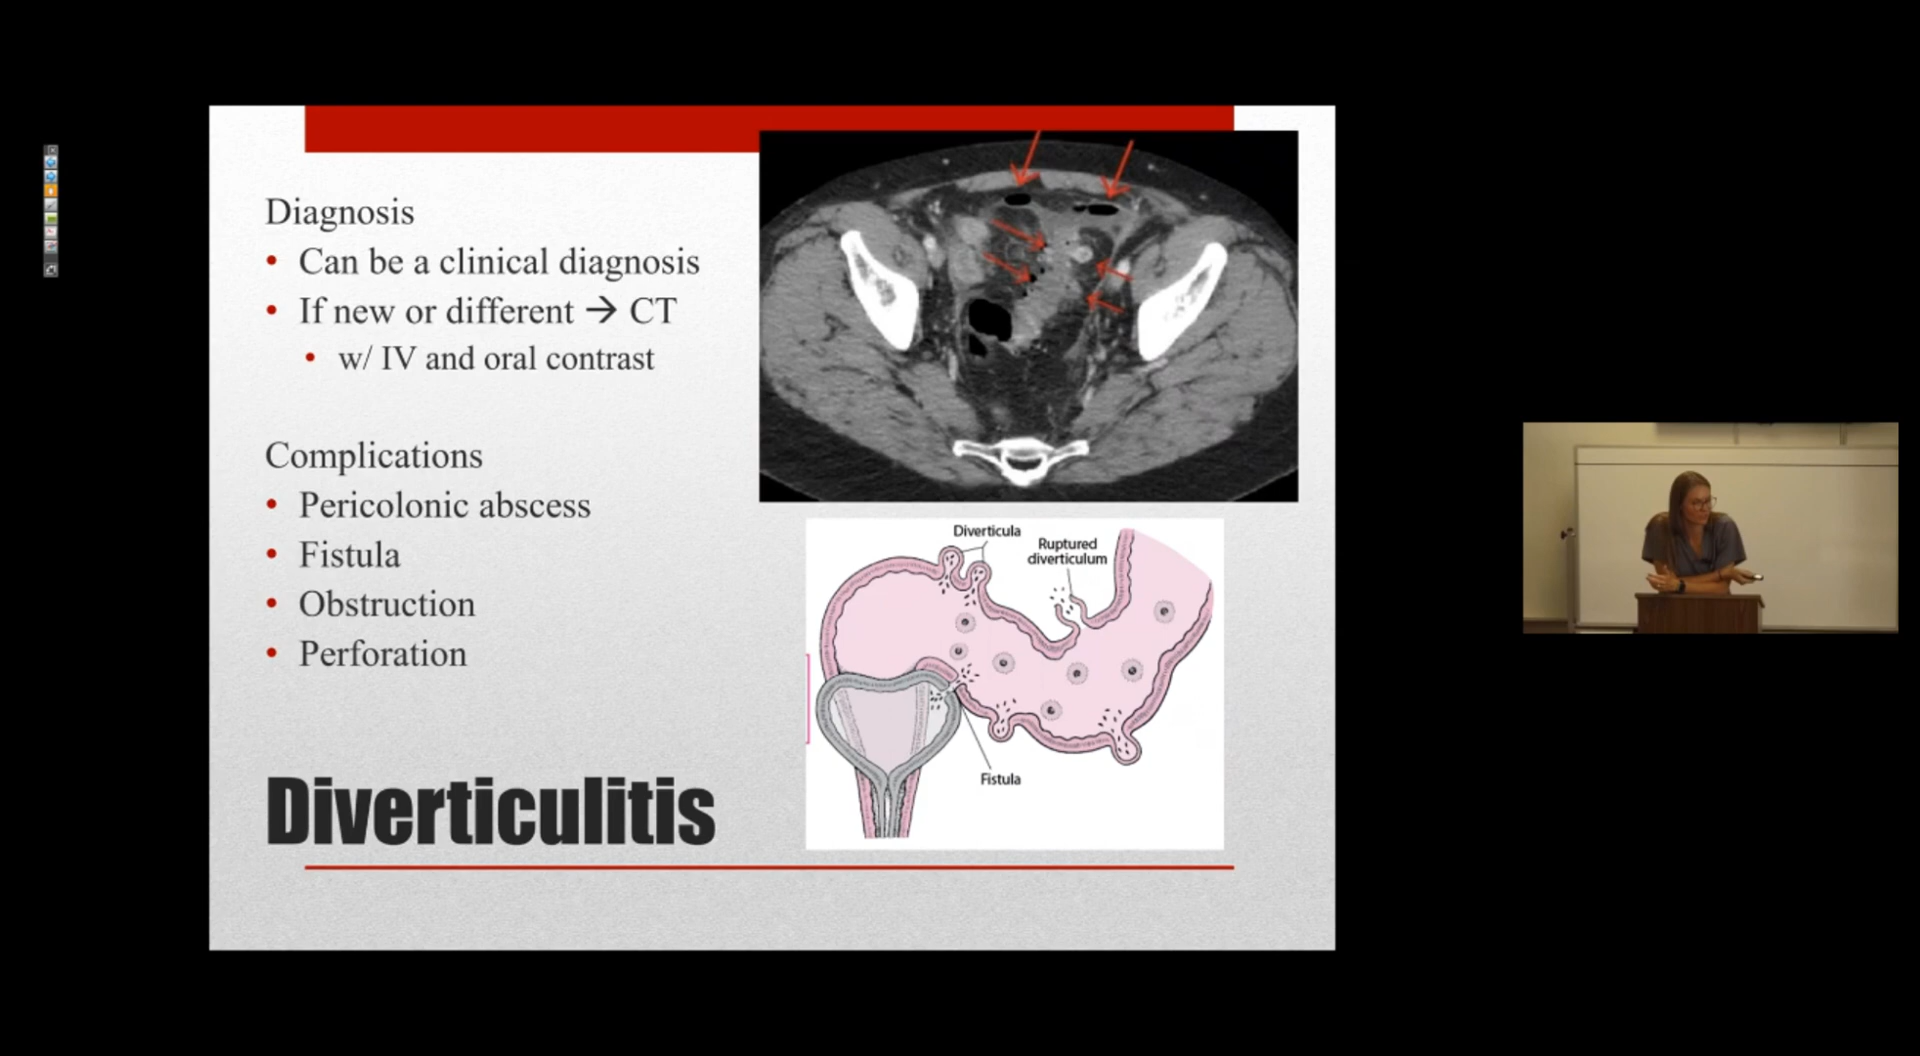 Diagnosis
• Can be a clinical diagnosis
• If new or different → CT
• w/ IV and oral contrast
Complications
• Pericolonic abscess
• Fistula
• Obstruction
• Perforation
Diverticulitis
Diverticula
Ruptured
diverticulum
Fistula